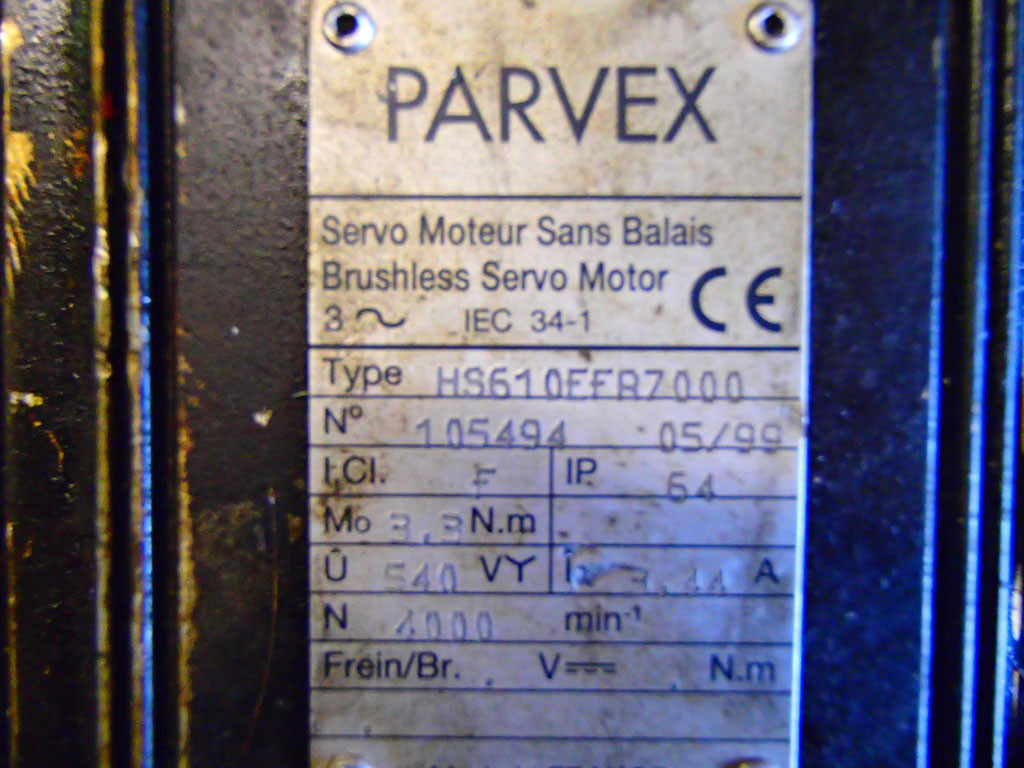 PARVEX
Servo Moteur Sans Balais
Brushless Servo Motor CE
3 ~ IEC 34-1
Type HS610EFR7000
Nº 105494 05/99
I.Cl. F IP. 64
Mo 3,3 N.m
Û 540 VY Î 3,44 A
N 4000 min-1
Frein/Br. V N.m